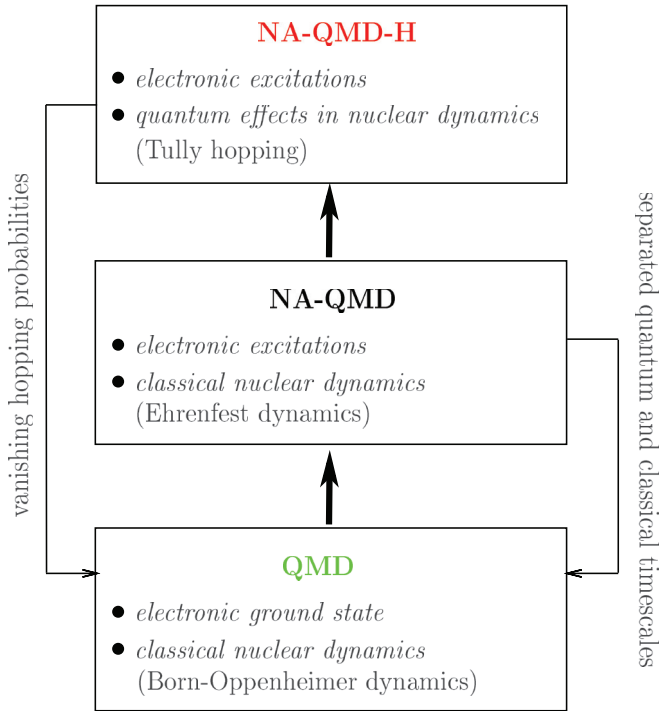 NA-QMD-H
• electronic excitations
• quantum effects in nuclear dynamics
(Tully hopping)
vanishing hopping probabilities
separated quantum and classical timescales
NA-QMD
• electronic excitations
• classical nuclear dynamics
(Ehrenfest dynamics)
QMD
• electronic ground state
• classical nuclear dynamics
(Born-Oppenheimer dynamics)